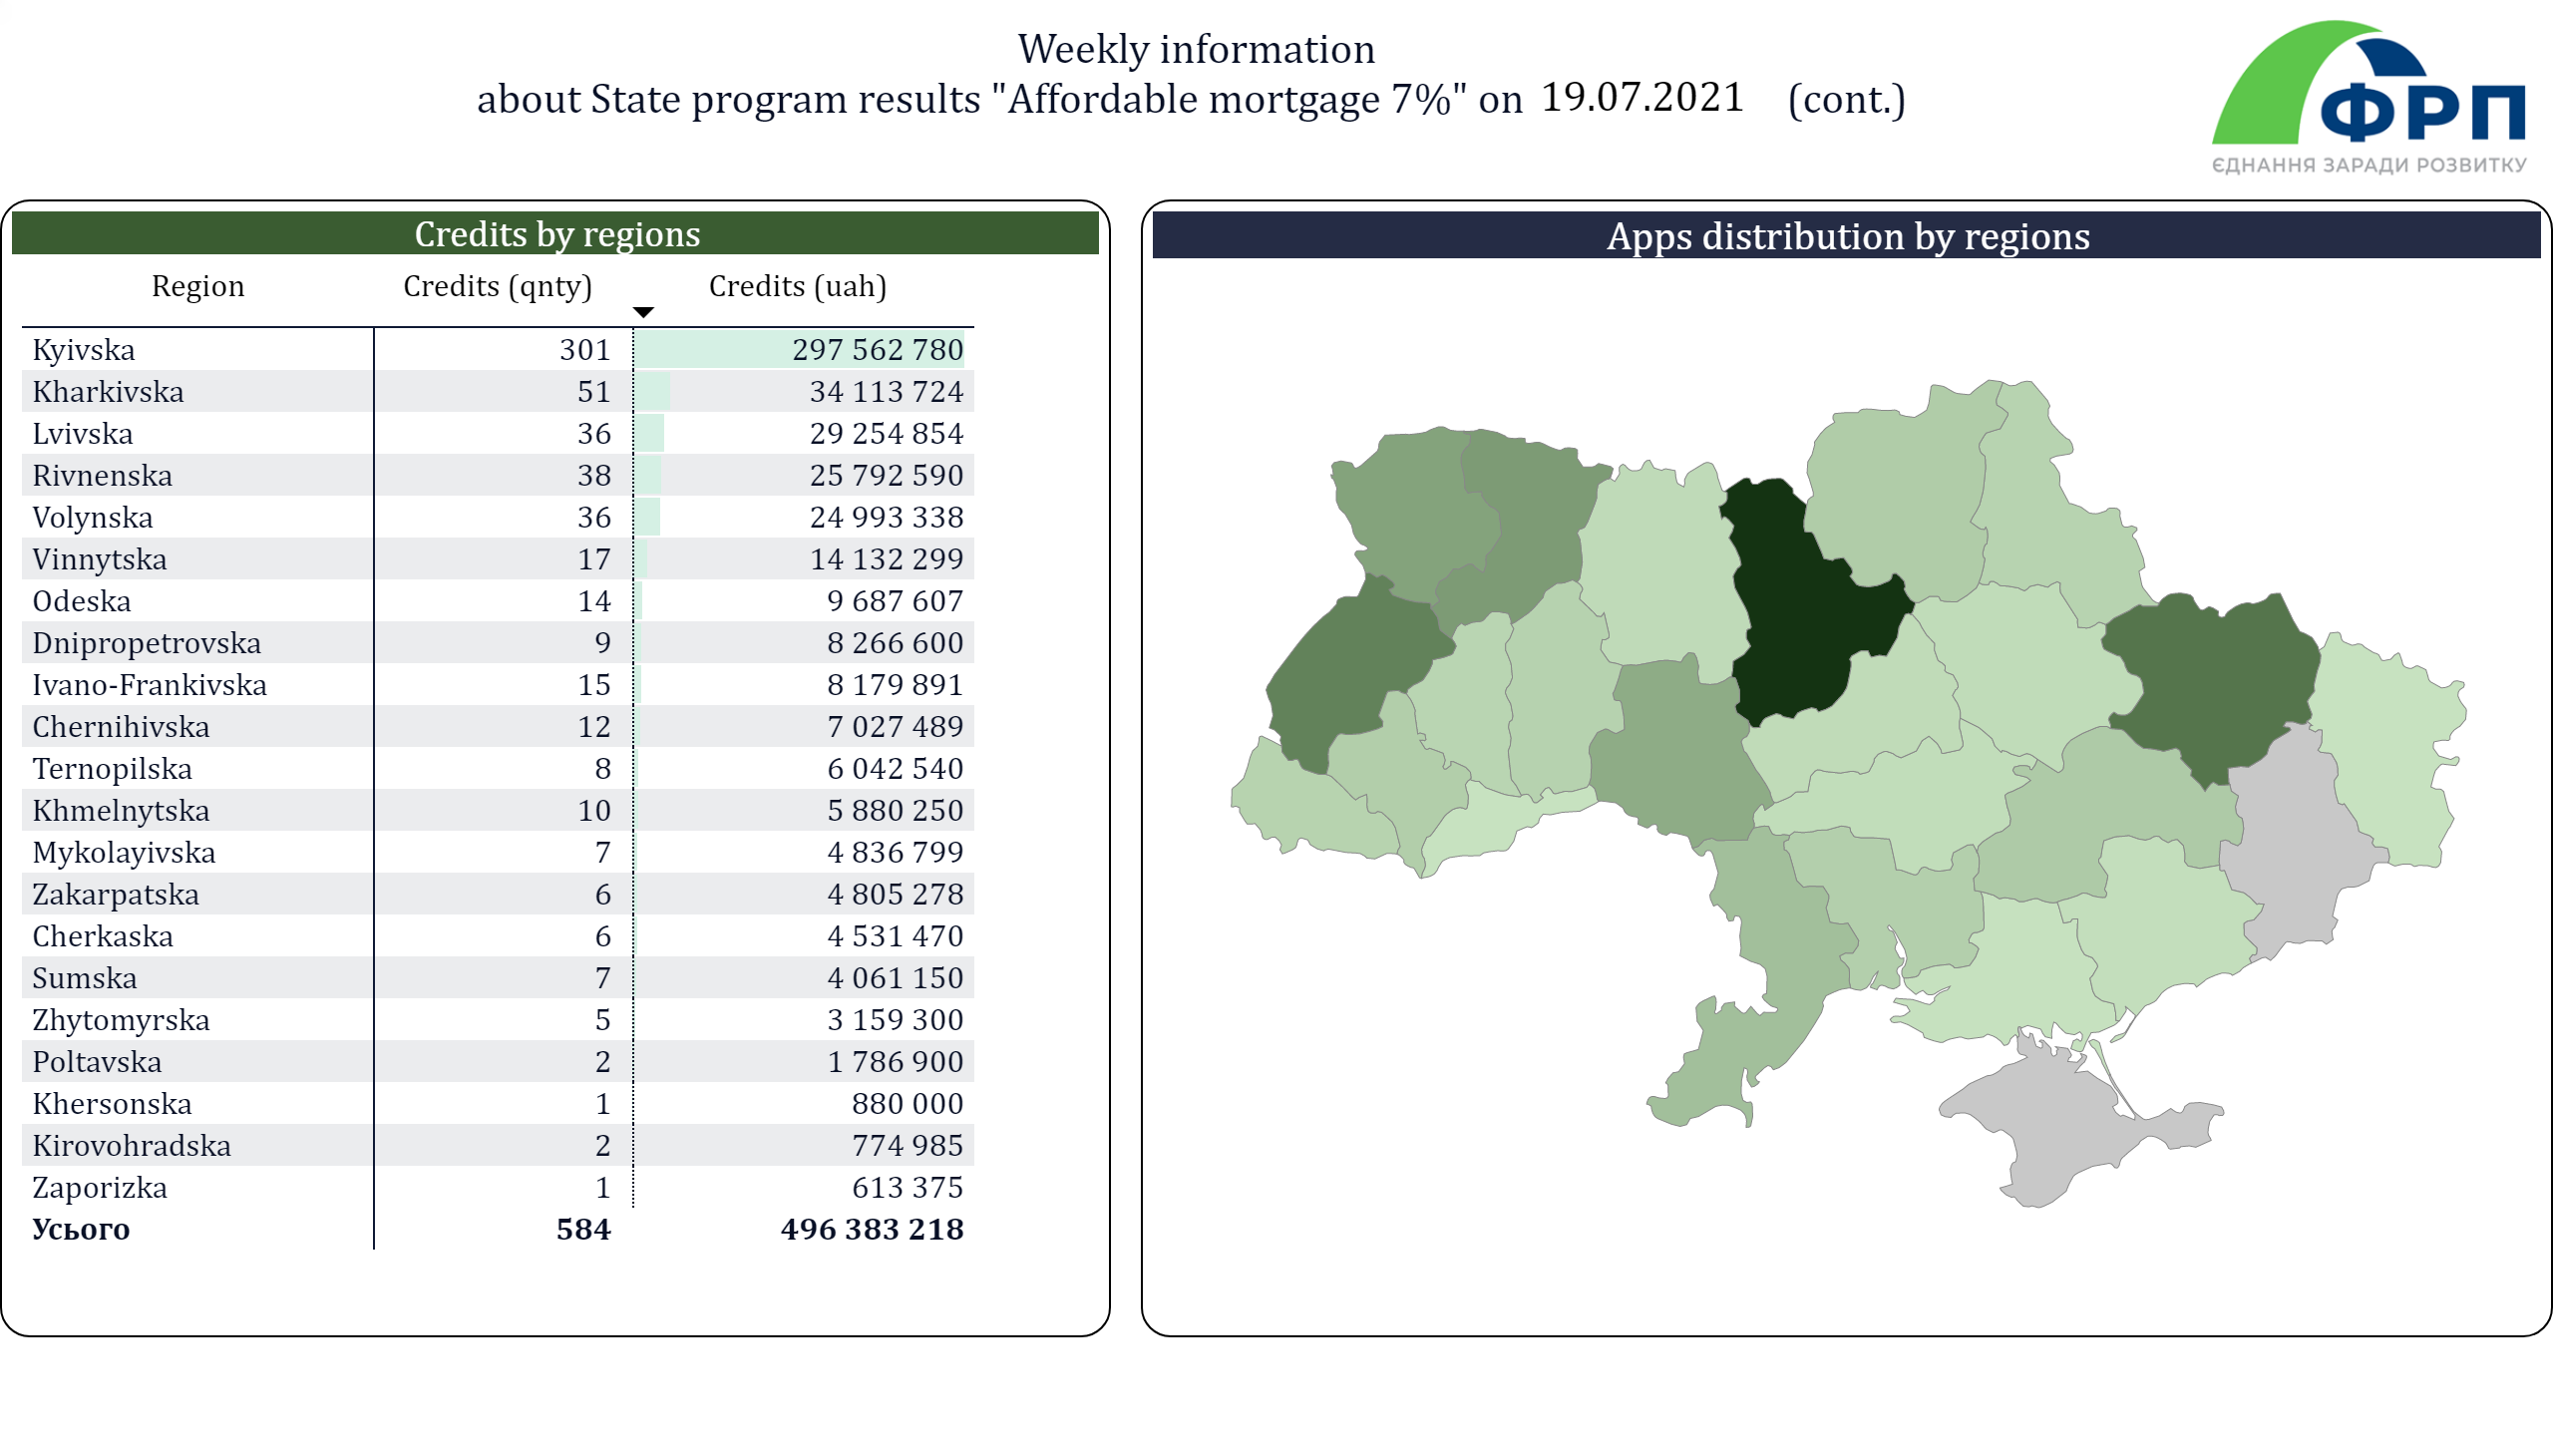 Weekly information
about State program results "Affordable mortgage 7%" on 19.07.2021 (cont.)
ФРП
ЄДНАННЯ ЗАРАДИ РОЗВИТКУ
Credits by regions
Region Credits (qnty) Credits (uah)
Kyivska 301 297 562 780
Kharkivska 51 34 113 724
Lvivska 36 29 254 854
Rivnenska 38 25 792 590
Volynska 36 24 993 338
Vinnytska 17 14 132 299
Odeska 14 9 687 607
Dnipropetrovska 9 8 266 600
Ivano-Frankivska 15 8 179 891
Chernihivska 12 7 027 489
Ternopilska 8 6 042 540
Khmelnytska 10 5 880 250
Mykolayivska 7 4 836 799
Zakarpatska 6 4 805 278
Cherkaska 6 4 531 470
Sumska 7 4 061 150
Zhytomyrska 5 3 159 300
Poltavska 2 1 786 900
Khersonska 1 880 000
Kirovohradska 2 774 985
Zaporizka 1 613 375
Усього 584 496 383 218
Apps distribution by regions